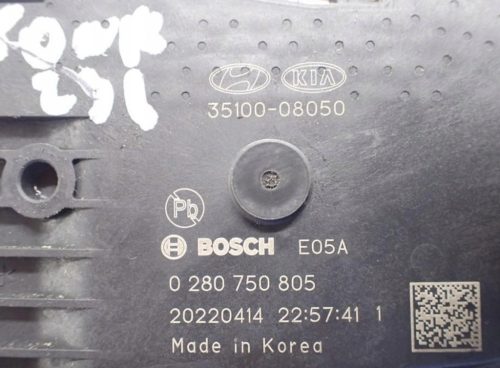 KIA
35100-08050
Pb
BOSCH E05A
0 280 750 805
20220414 22:57:41 1
Made in Korea